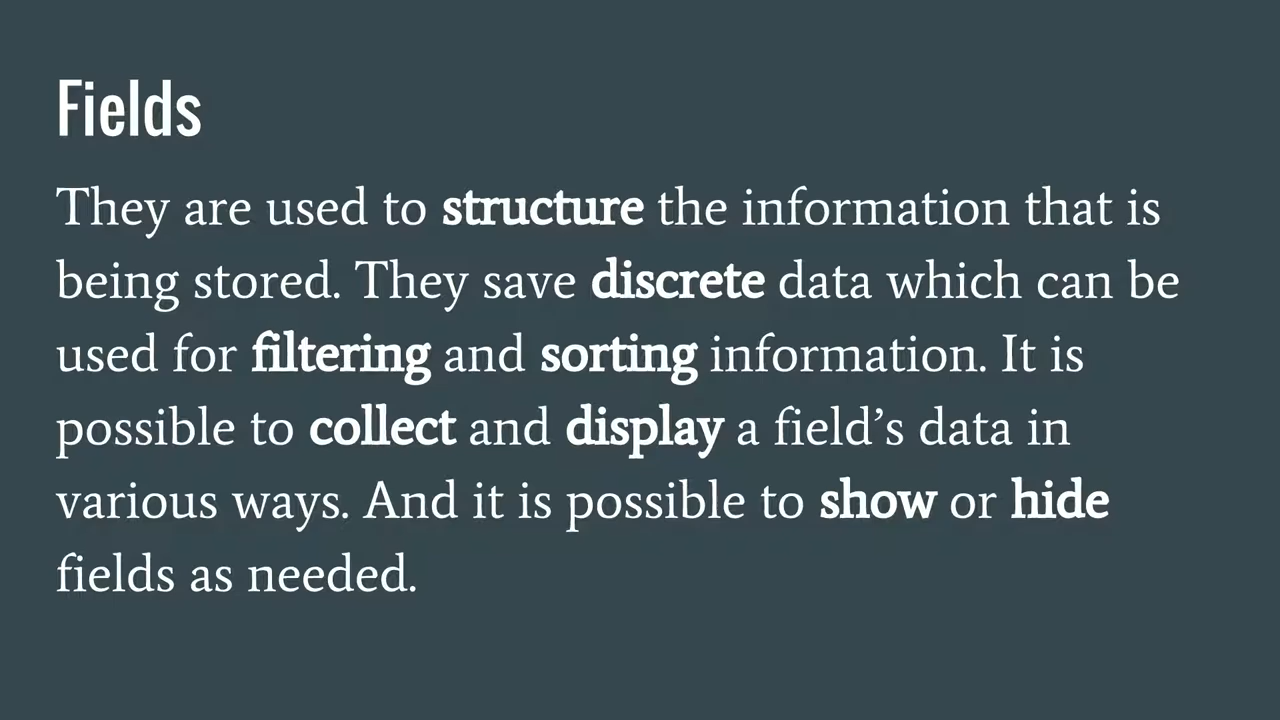 Fields
They are used to structure the information that is
being stored. They save discrete data which can be
used for filtering and sorting information. It is
possible to collect and display a field’s data in
various ways. And it is possible to show or hide
fields as needed.